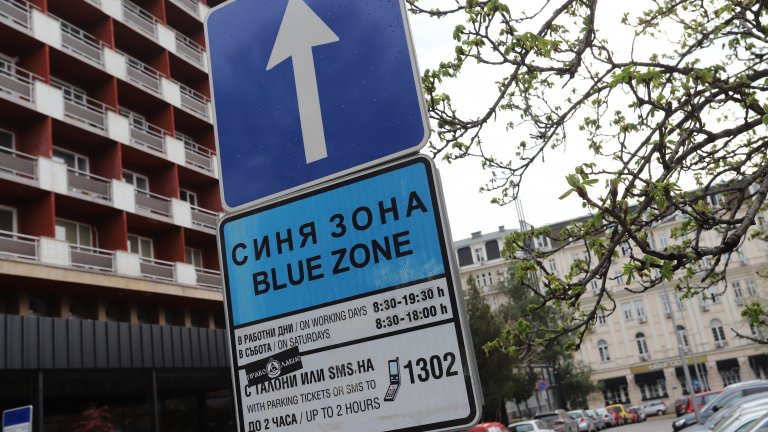 СИНЯ ЗОНА
BLUE ZONE
В РАБОТНИ ДНИ / ON WORKING DAYS 8:30-19:30 h
В СЪБОТА / ON SATURDAYS 8:30-18:00 h
ПРАВО СЛАВИЕ
С ТАЛОНИ ИЛИ SMS НА 1302
WITH PARKING TICKETS OR SMS TO
ДО 2 ЧАСА / UP TO 2 HOURS